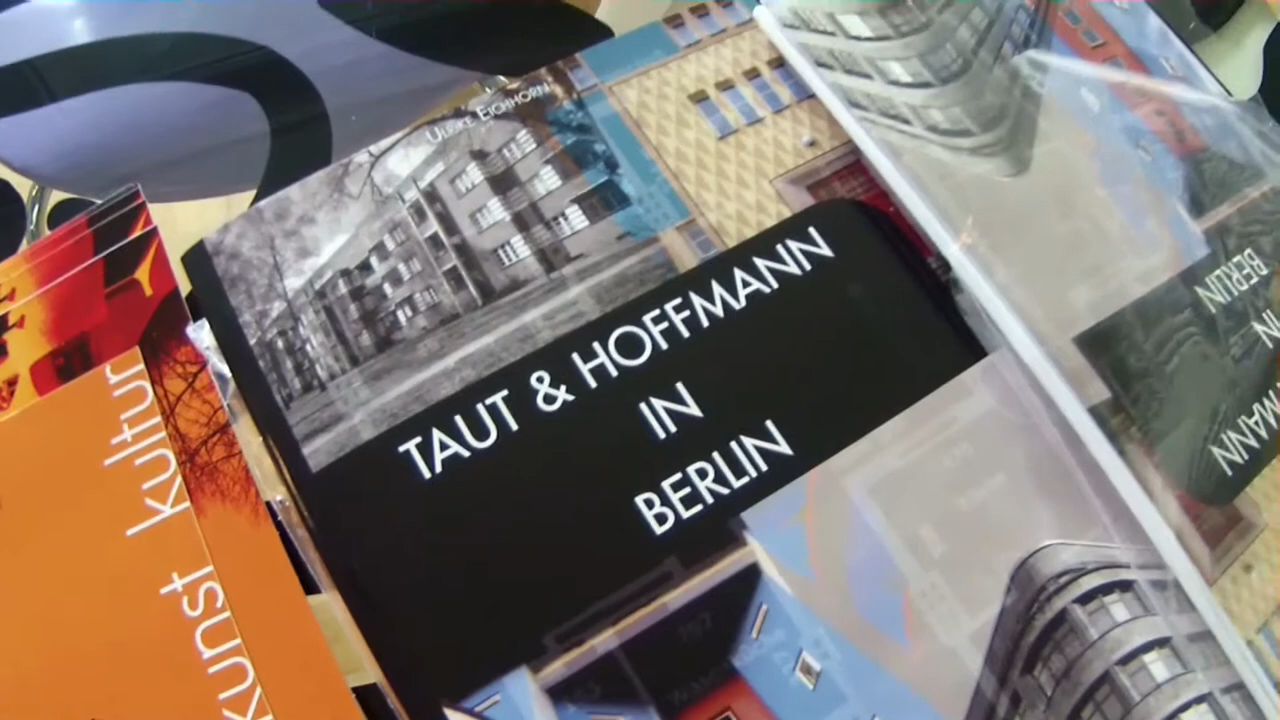 ULRIKE EICHHORN
TAUT & HOFFMANN
IN
BERLIN
kunst kultur
MANN
IN
BERLIN